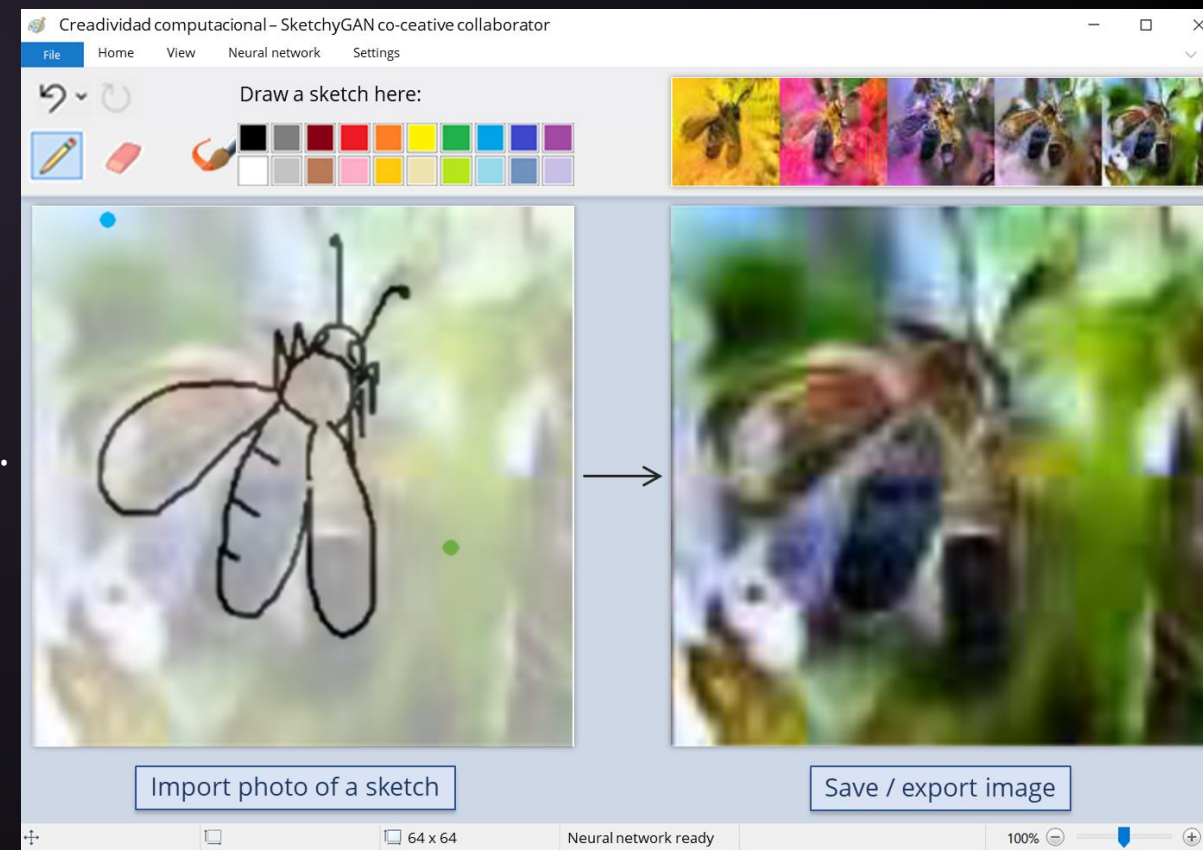 Creadividad computacional – SketchyGAN co-ceative collaborator
File Home View Neural network Settings
Draw a sketch here:
Import photo of a sketch
Save / export image
64 x 64 Neural network ready 100%